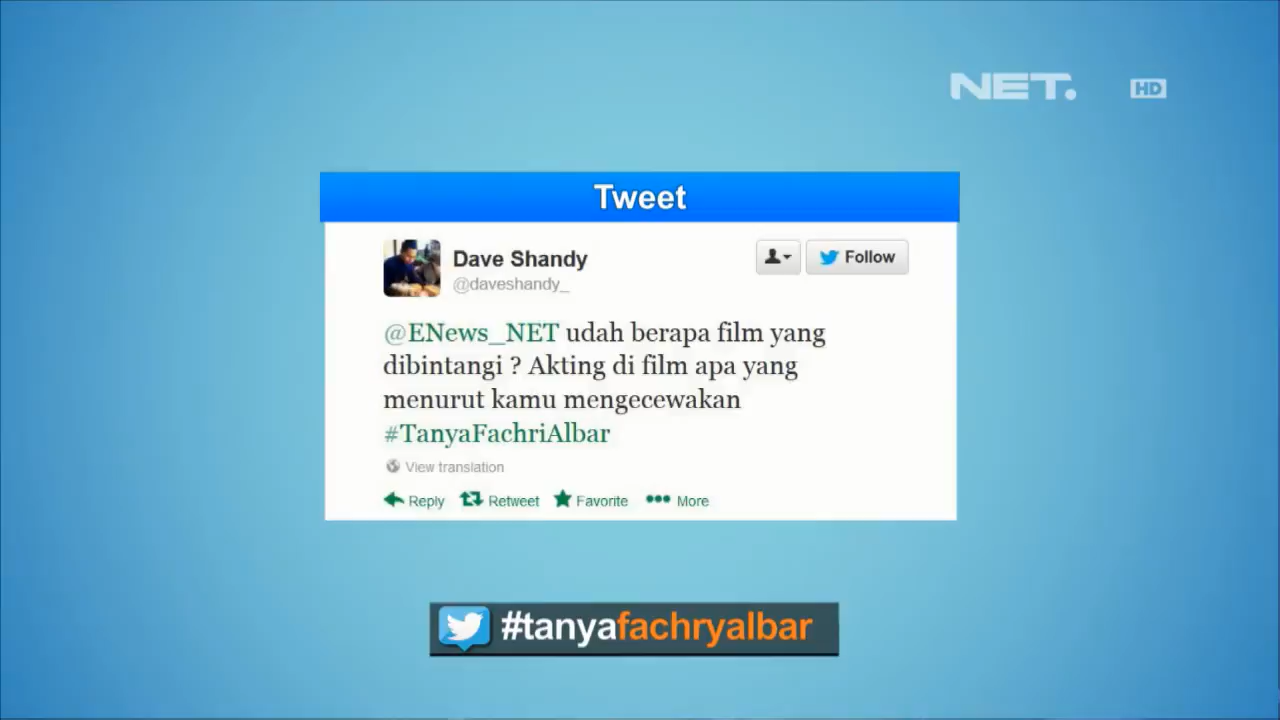 NET.
HD
Tweet
Dave Shandy
Follow
@daveshandy_
@ENews_NET udah berapa film yang
dibintangi ? Akting di film apa yang
menurut kamu mengecewakan
#TanyaFachriAlbar
View translation
Reply Retweet Favorite More
#tanyafachryalbar